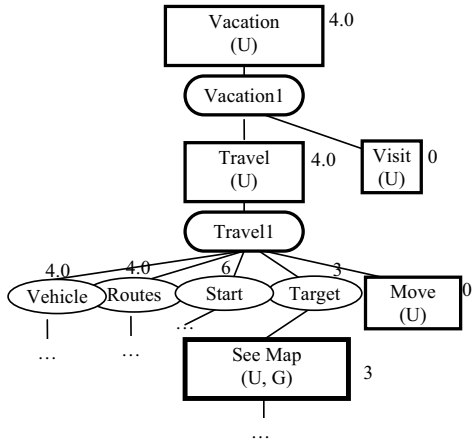 Vacation
(U)
4.0
Vacation1
Travel
(U)
4.0
Visit
(U)
0
Travel1
4.0
4.0
6
3
Vehicle
Routes
Start
Target
Move
(U)
0
…
…
…
See Map
(U, G)
3
…